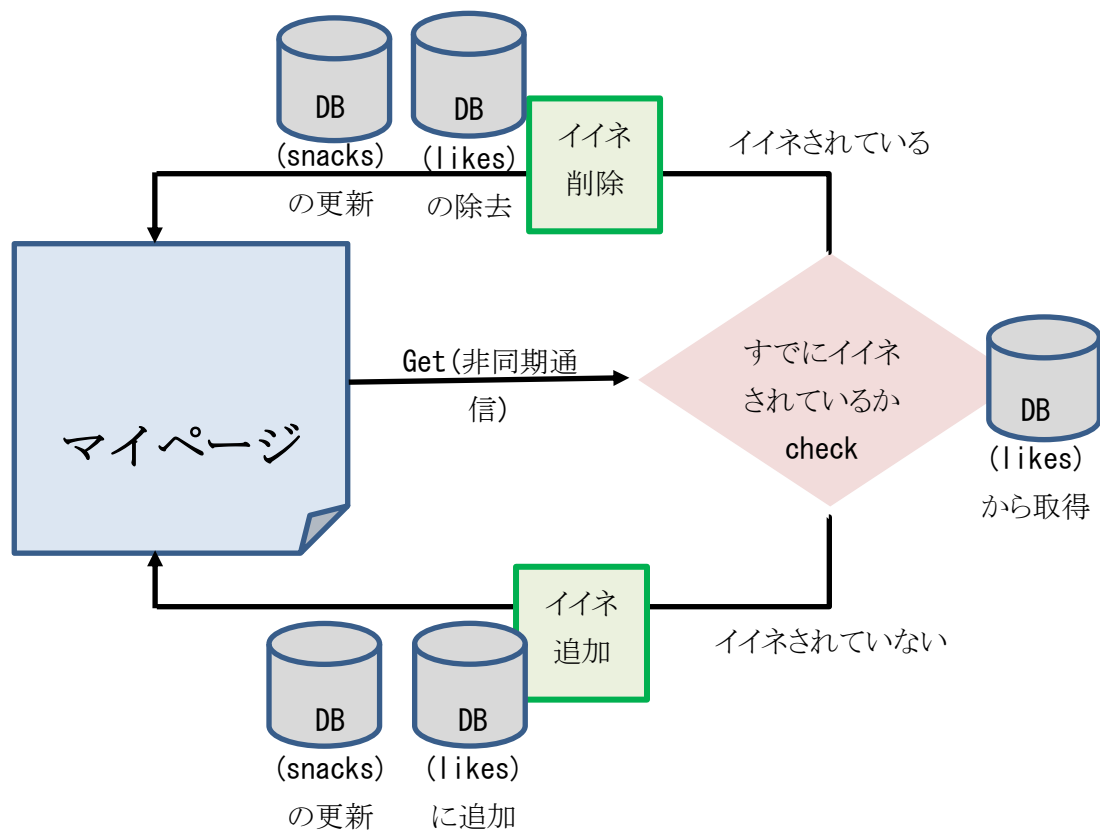 DB
(snacks)
の更新
DB
(likes)
の除去
イイネ
削除
イイネされている
マイページ
Get(非同期通
信)
すでにイイネ
されているか
check
DB
(likes)
から取得
イイネ
追加
イイネされていない
DB
(snacks)
の更新
DB
(likes)
に追加